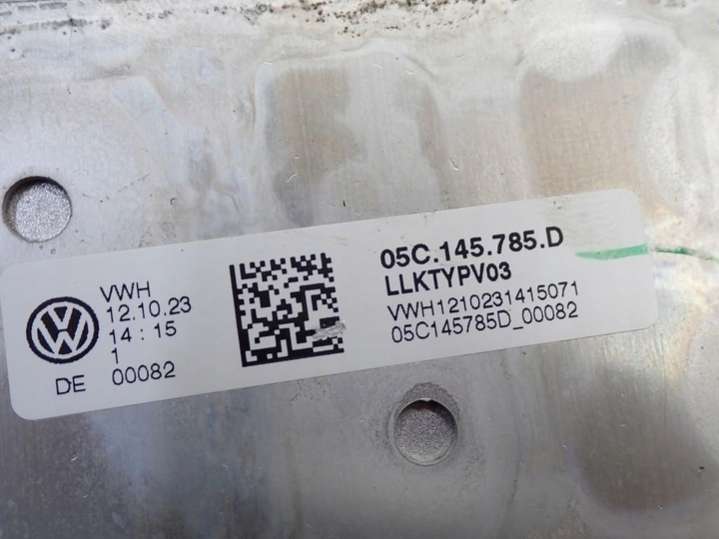 VWH
12.10.23
14 : 15
1
DE 00082
05C.145.785.D
LLKTYPV03
VWH1210231415071
05C145785D_00082